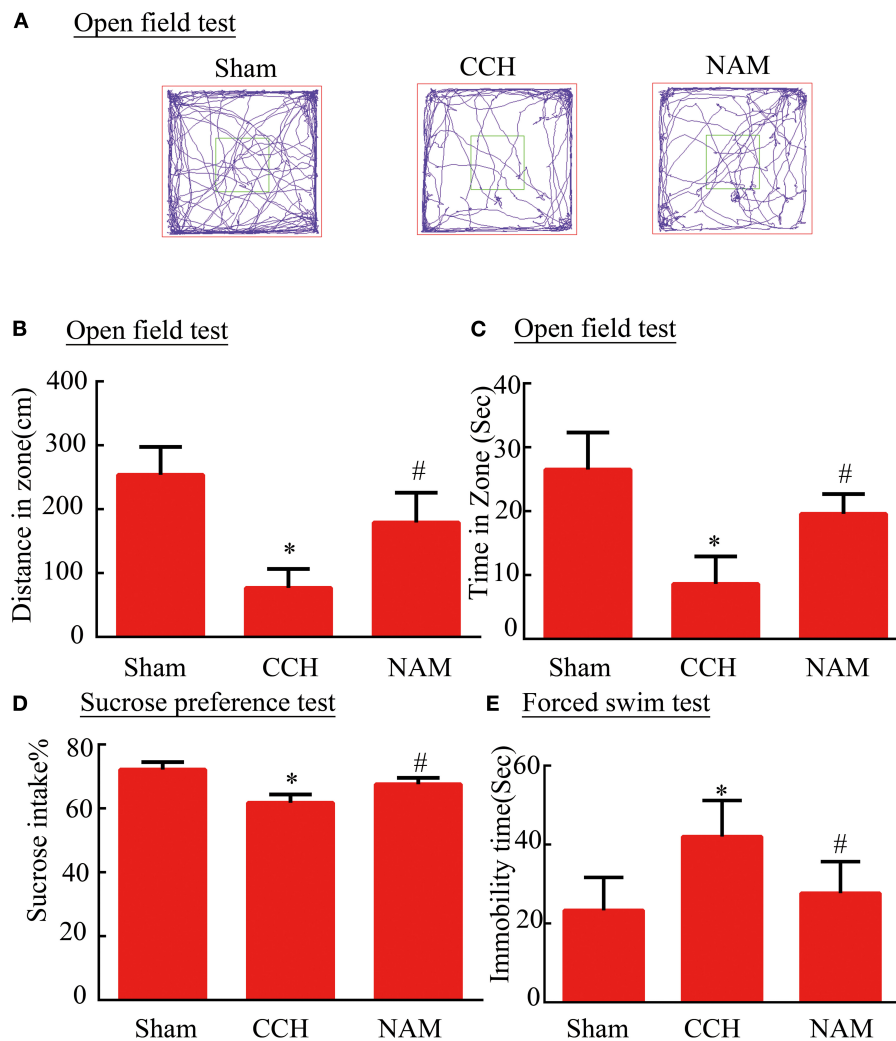 A Open field test
Sham CCH NAM
B Open field test
Distance in zone(cm)
400
300
200
100
0
*
#
Sham CCH NAM
C Open field test
Time in Zone (Sec)
40
30
20
10
0
*
#
Sham CCH NAM
D Sucrose preference test
Sucrose intake%
80
60
40
20
0
*
#
Sham CCH NAM
E Forced swim test
Immobility time(Sec)
60
40
20
0
*
#
Sham CCH NAM